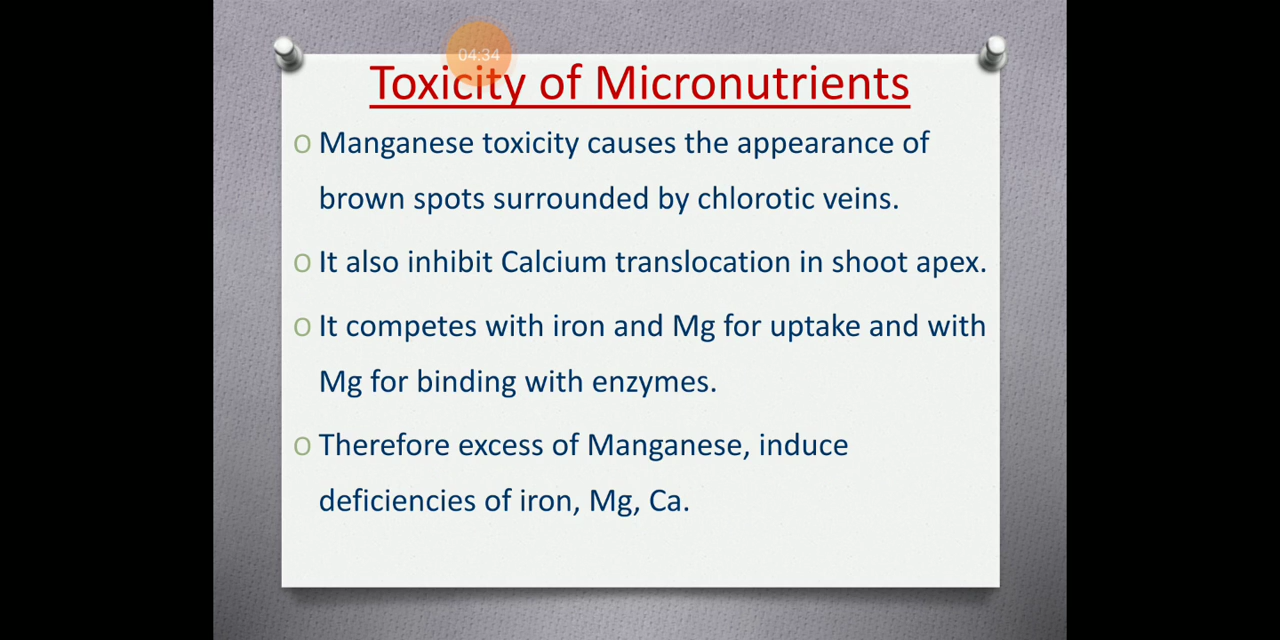 04:34
Toxicity of Micronutrients
O Manganese toxicity causes the appearance of
brown spots surrounded by chlorotic veins.
O It also inhibit Calcium translocation in shoot apex.
O It competes with iron and Mg for uptake and with
Mg for binding with enzymes.
O Therefore excess of Manganese, induce
deficiencies of iron, Mg, Ca.